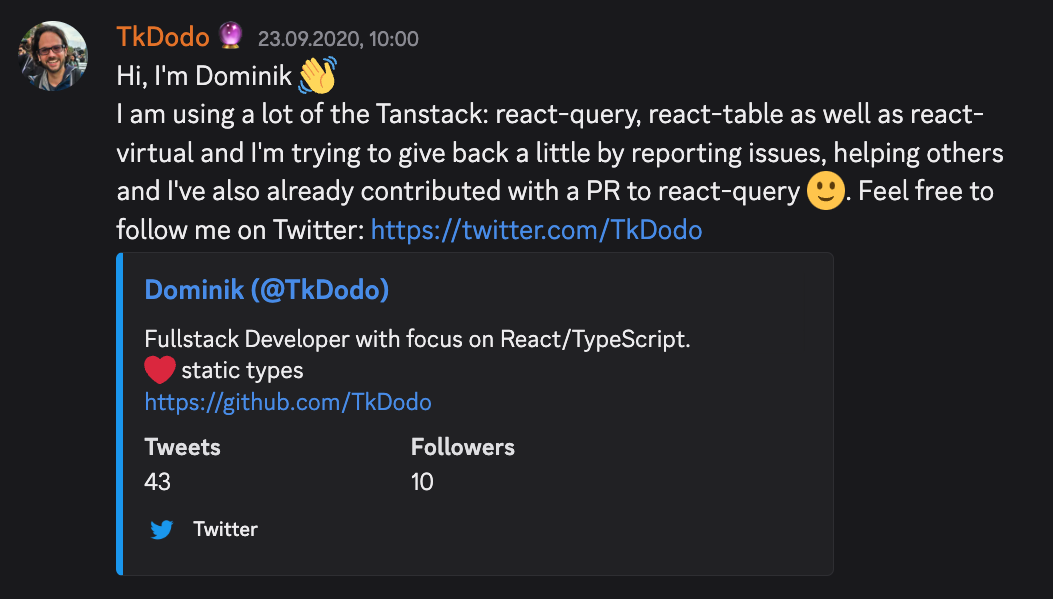 TkDodo 🔮 23.09.2020, 10:00
Hi, I'm Dominik 👋
I am using a lot of the Tanstack: react-query, react-table as well as react-
virtual and I'm trying to give back a little by reporting issues, helping others
and I've also already contributed with a PR to react-query 🙂. Feel free to
follow me on Twitter: https://twitter.com/TkDodo
Dominik (@TkDodo)
Fullstack Developer with focus on React/TypeScript.
❤️ static types
https://github.com/TkDodo
Tweets Followers
43 10
Twitter